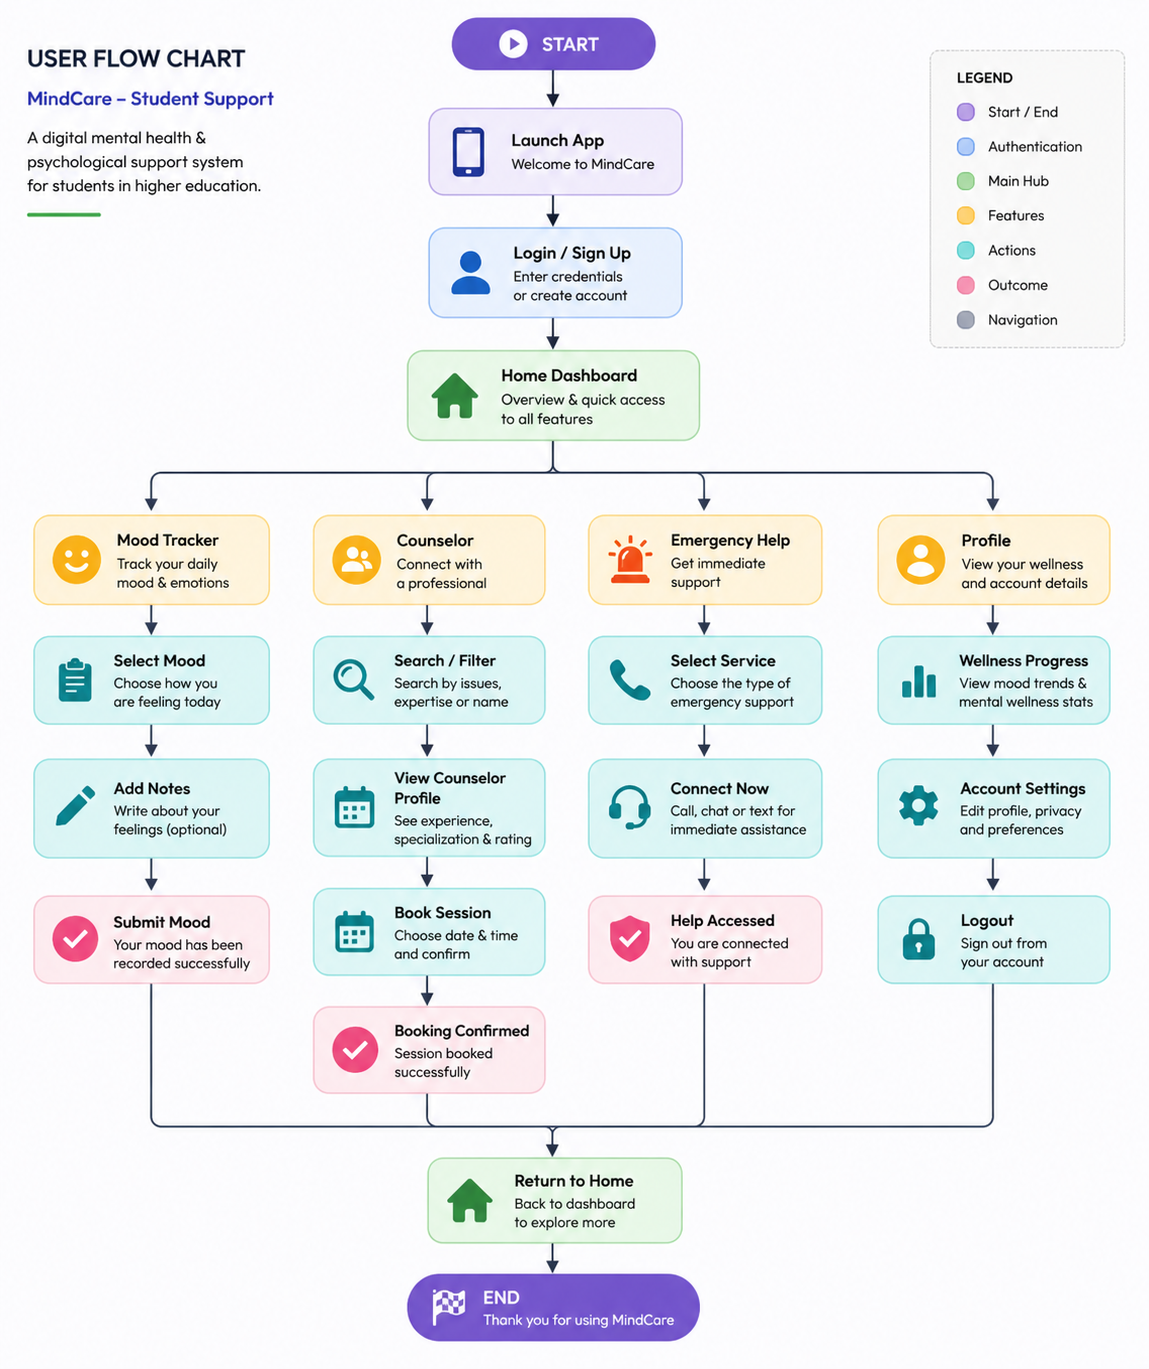 USER FLOW CHART
MindCare – Student Support
A digital mental health &
psychological support system
for students in higher education.
START
Launch App
Welcome to MindCare
Login / Sign Up
Enter credentials
or create account
Home Dashboard
Overview & quick access
to all features
LEGEND
Start / End
Authentication
Main Hub
Features
Actions
Outcome
Navigation
Mood Tracker
Track your daily
mood & emotions
Counselor
Connect with
a professional
Emergency Help
Get immediate
support
Profile
View your wellness
and account details
Select Mood
Choose how you
are feeling today
Search / Filter
Search by issues,
expertise or name
Select Service
Choose the type of
emergency support
Wellness Progress
View mood trends &
mental wellness stats
Add Notes
Write about your
feelings (optional)
View Counselor
Profile
See experience,
specialization & rating
Connect Now
Call, chat or text for
immediate assistance
Account Settings
Edit profile, privacy
and preferences
Submit Mood
Your mood has been
recorded successfully
Book Session
Choose date & time
and confirm
Help Accessed
You are connected
with support
Logout
Sign out from
your account
Booking Confirmed
Session booked
successfully
Return to Home
Back to dashboard
to explore more
END
Thank you for using MindCare